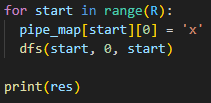 for start in range(R):
  pipe_map[start][0] = 'x'
  dfs(start, 0, start)

print(res)